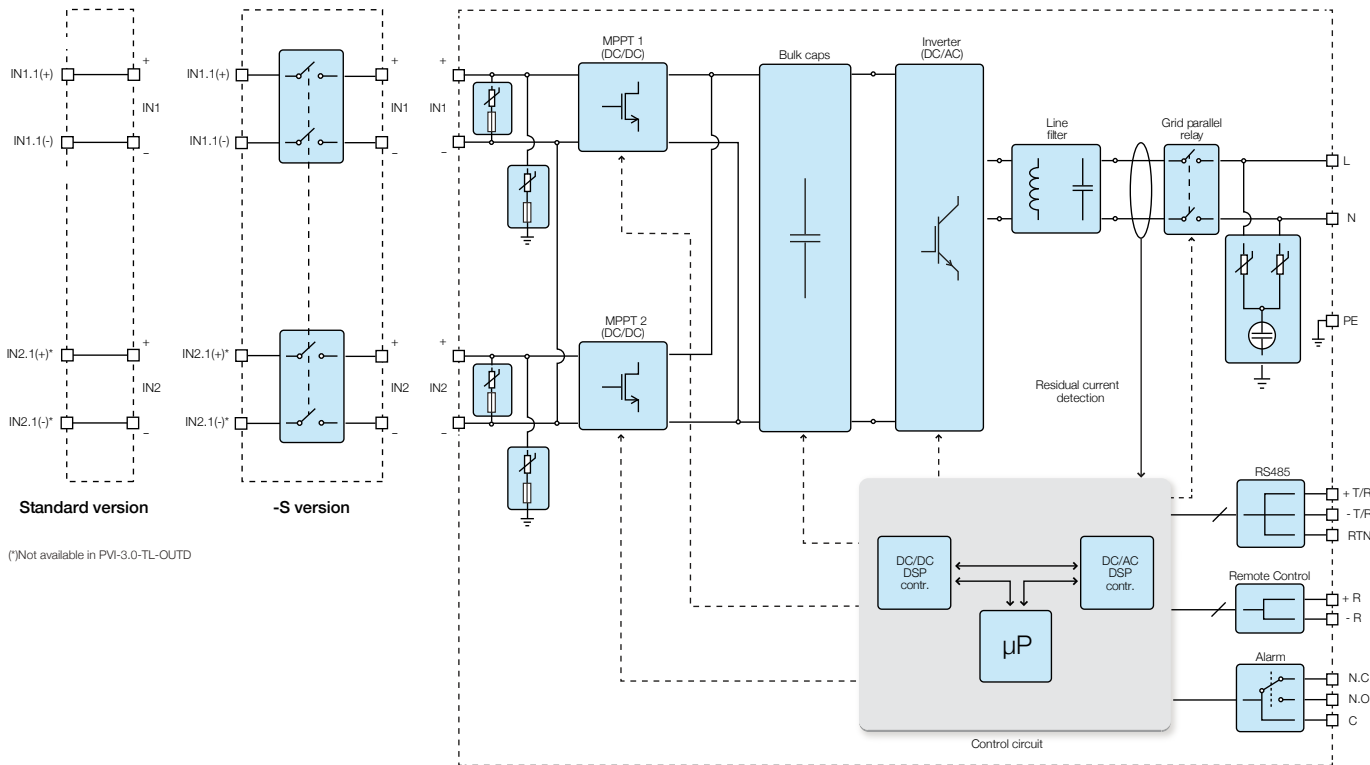 IN1.1(+)
+
IN1
IN1.1(-)
−
IN2.1(+)*
+
IN2
IN2.1(-)*
−
Standard version
(*)Not available in PVI-3.0-TL-OUTD
IN1.1(+)
+
IN1
IN1.1(-)
−
IN2.1(+)*
+
IN2
IN2.1(-)*
−
-S version
+
IN1
−
+
IN2
−
MPPT 1
(DC/DC)
MPPT 2
(DC/DC)
Bulk caps
Inverter
(DC/AC)
Line
filter
Grid parallel
relay
L
N
PE
Residual current
detection
DC/DC
DSP
contr.
DC/AC
DSP
contr.
µP
Control circuit
RS485
+ T/R
- T/R
RTN
Remote Control
+ R
- R
Alarm
N.C
N.O
C